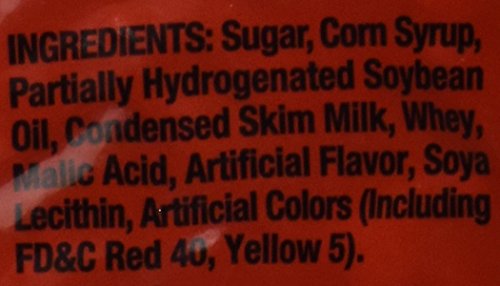 INGREDIENTS: Sugar, Corn Syrup,
Partially Hydrogenated Soybean
Oil, Condensed Skim Milk, Whey,
Malic Acid, Artificial Flavor, Soya
Lecithin, Artificial Colors (Including
FD&C Red 40, Yellow 5).